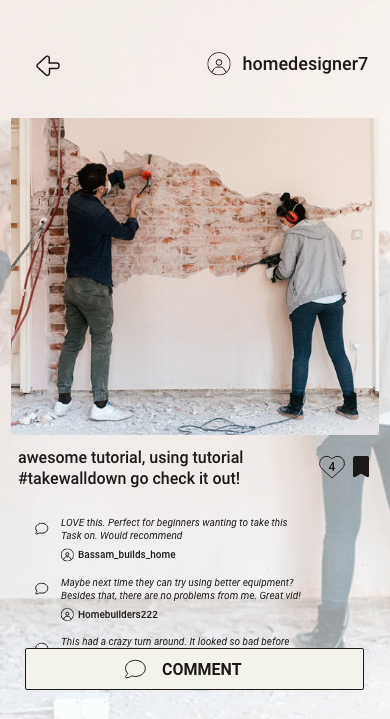 homedesigner7
awesome tutorial, using tutorial
#takewalldown go check it out!
4
LOVE this. Perfect for beginners wanting to take this
Task on. Would recommend
Bassam_builds_home
Maybe next time they can try using better equipment?
Besides that, there are no problems from me. Great vid!
Homebuilders222
This had a crazy turn around. It looked so bad before
COMMENT